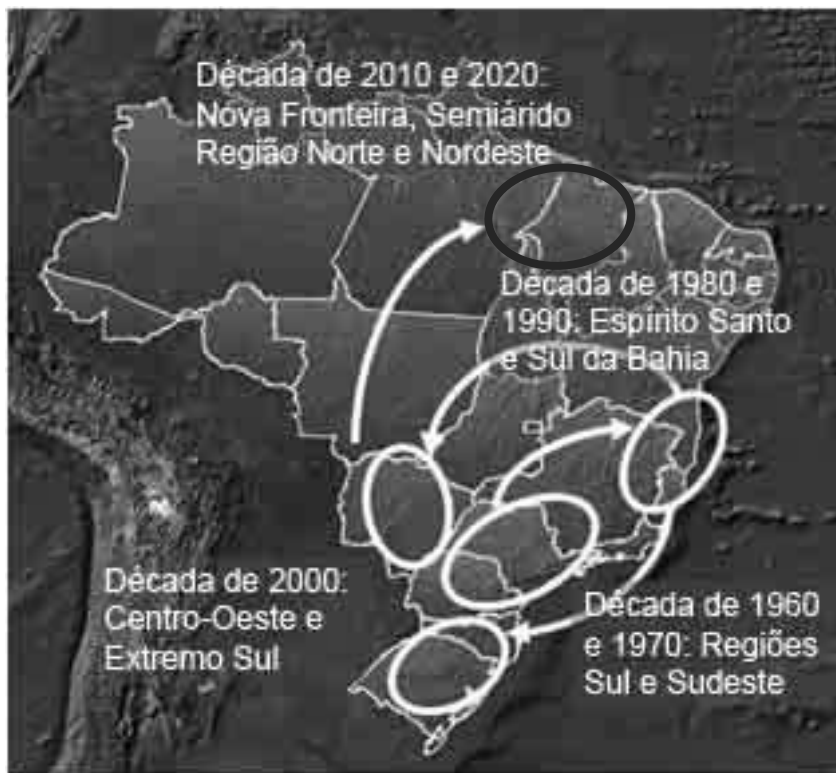 Década de 2010 e 2020:
Nova Fronteira, Semiárido
Região Norte e Nordeste
Década de 1980 e
1990: Espírito Santo
e Sul da Bahia
Década de 2000:
Centro-Oeste e
Extremo Sul
Década de 1960
e 1970: Regiões
Sul e Sudeste